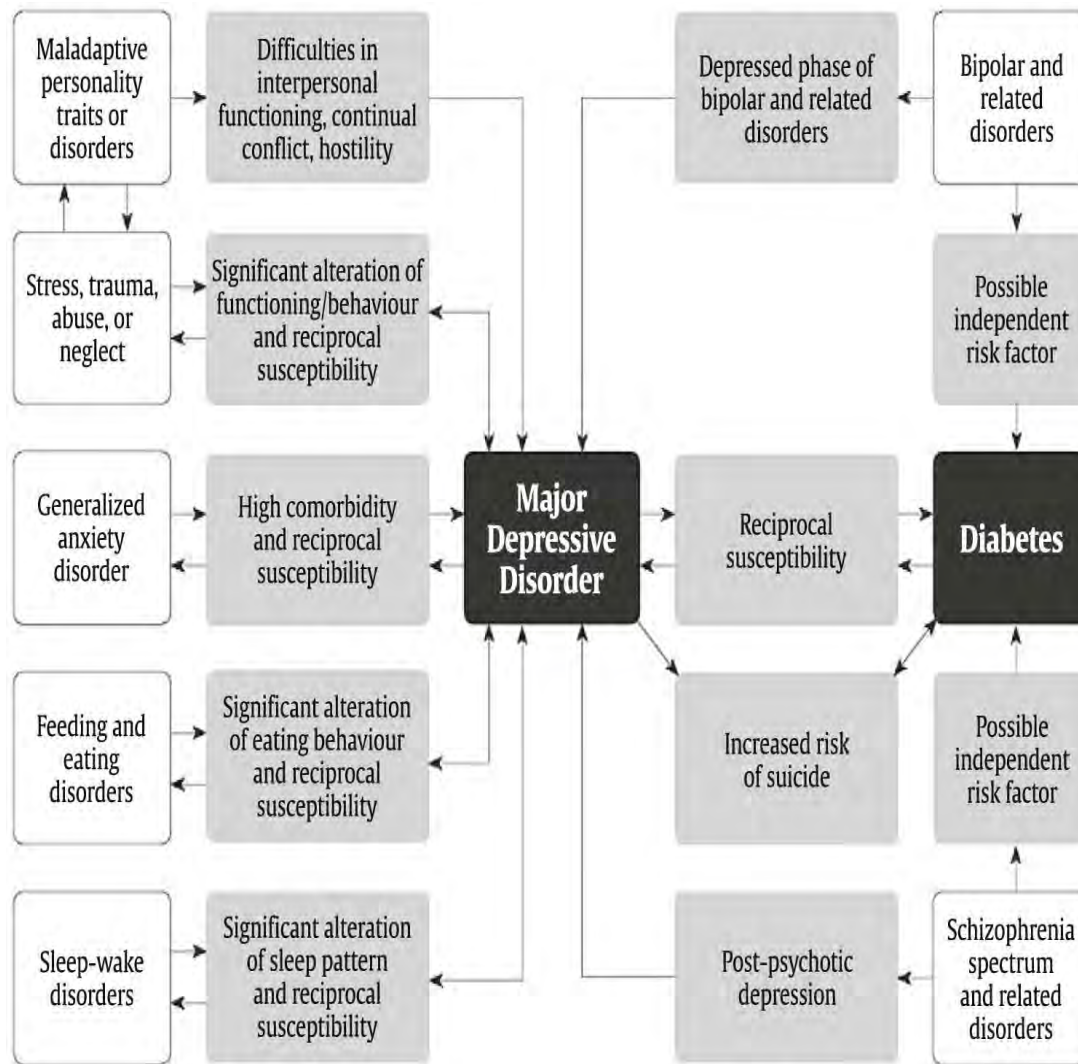 Maladaptive
personality
traits or
disorders
Difficulties in
interpersonal
functioning, continual
conflict, hostility
Depressed phase of
bipolar and related
disorders
Bipolar and
related
disorders
Stress, trauma,
abuse, or
neglect
Significant alteration of
functioning/behaviour
and reciprocal
susceptibility
Possible
independent
risk factor
Generalized
anxiety
disorder
High comorbidity
and reciprocal
susceptibility
Major
Depressive
Disorder
Reciprocal
susceptibility
Diabetes
Feeding and
eating
disorders
Significant alteration
of eating behaviour
and reciprocal
susceptibility
Increased risk
of suicide
Possible
independent
risk factor
Sleep-wake
disorders
Significant alteration
of sleep pattern
and reciprocal
susceptibility
Post-psychotic
depression
Schizophrenia
spectrum
and related
disorders